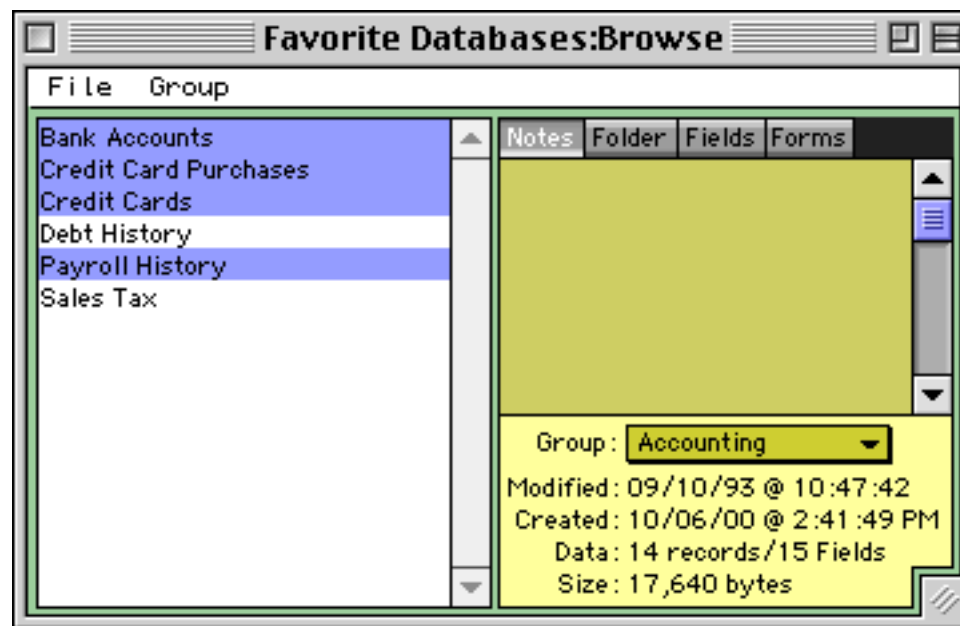 Favorite Databases:Browse
File Group
Bank Accounts
Credit Card Purchases
Credit Cards
Debt History
Payroll History
Sales Tax
Notes Folder Fields Forms
Group: Accounting
Modified: 09/10/93 @ 10:47:42
Created: 10/06/00 @ 2:41:49 PM
Data: 14 records/15 Fields
Size: 17,640 bytes